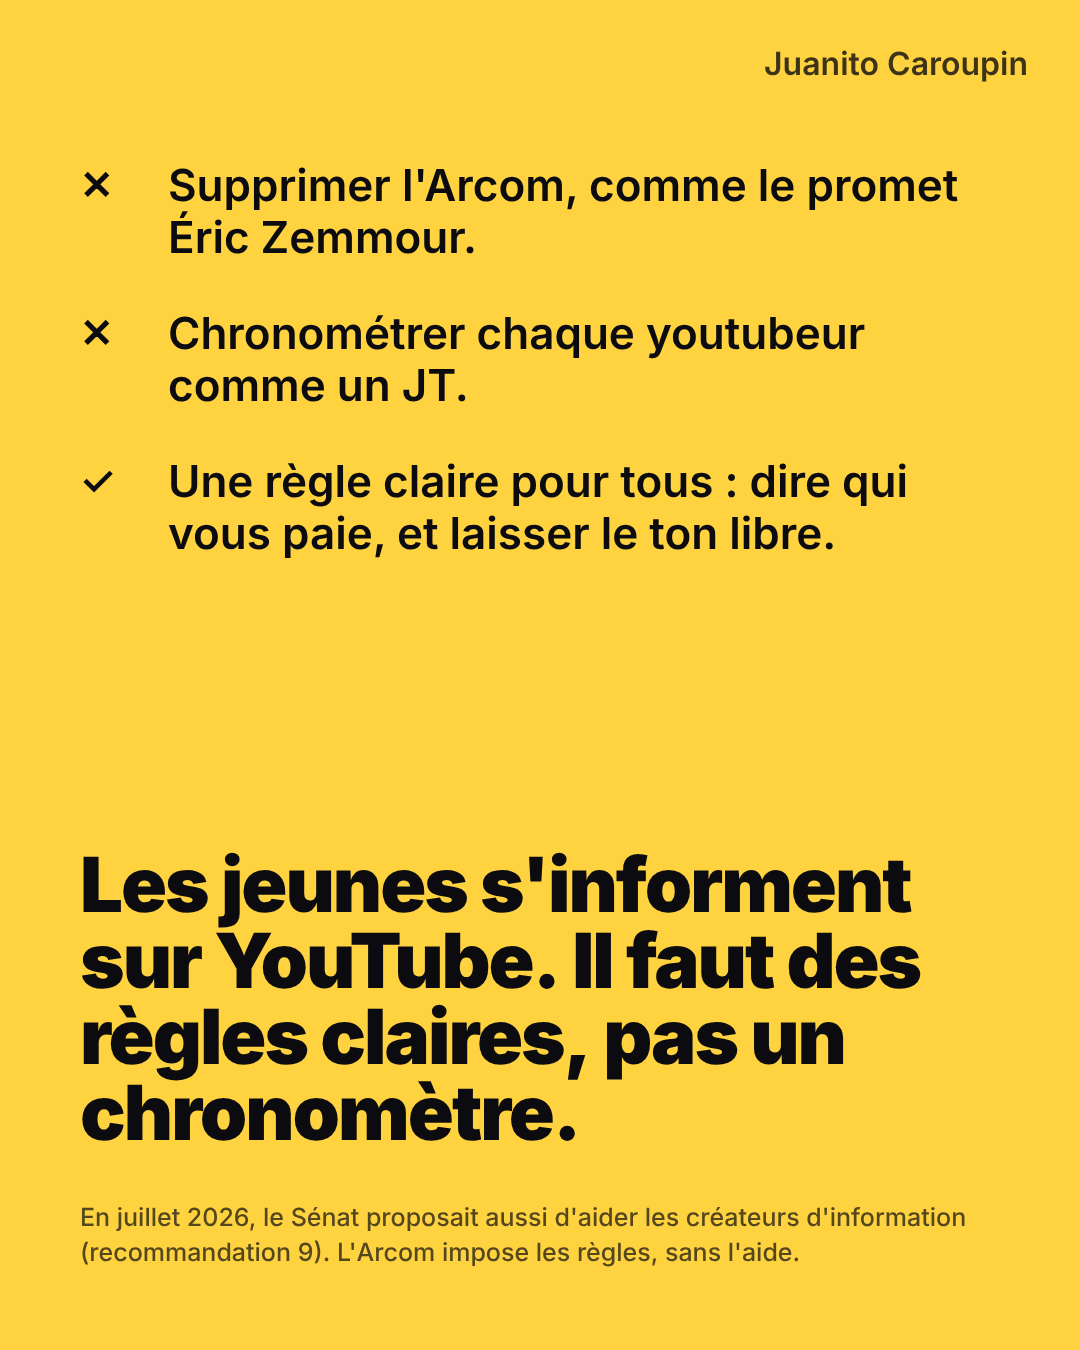 Juanito Caroupin
✕ Supprimer l'Arcom, comme le promet
Éric Zemmour.
✕ Chronométrer chaque youtubeur
comme un JT.
✓ Une règle claire pour tous : dire qui
vous paie, et laisser le ton libre.
Les jeunes s'informent
sur YouTube. Il faut des
règles claires, pas un
chronomètre.
En juillet 2026, le Sénat proposait aussi d'aider les créateurs d'information
(recommandation 9). L'Arcom impose les règles, sans l'aide.